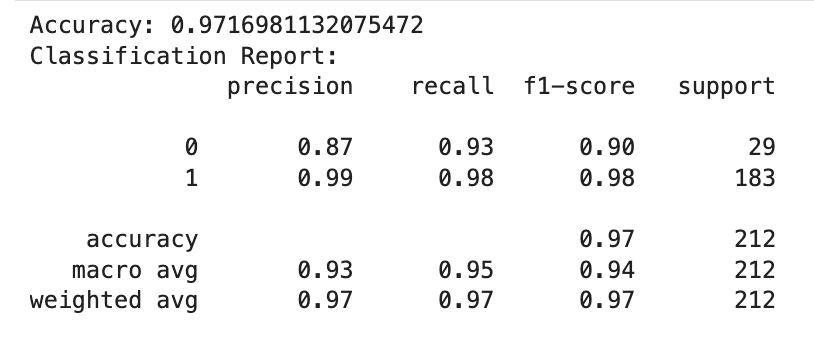 Accuracy: 0.9716981132075472
Classification Report:
precision recall f1-score support
0 0.87 0.93 0.90 29
1 0.99 0.98 0.98 183
accuracy 0.97 212
macro avg 0.93 0.95 0.94 212
weighted avg 0.97 0.97 0.97 212